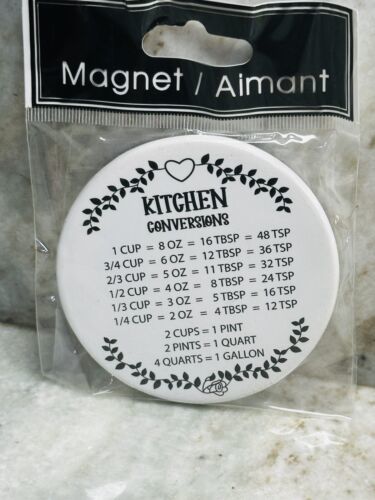 Magnet / Aimant
KITCHEN
CONVERSIONS
1 CUP = 8 OZ = 16 TBSP = 48 TSP
3/4 CUP = 6 OZ = 12 TBSP = 36 TSP
2/3 CUP = 5 OZ = 11 TBSP = 32 TSP
1/2 CUP = 4 OZ = 8 TBSP = 24 TSP
1/3 CUP = 3 OZ = 5 TBSP = 16 TSP
1/4 CUP = 2 OZ = 4 TBSP = 12 TSP
2 CUPS = 1 PINT
2 PINTS = 1 QUART
4 QUARTS = 1 GALLON